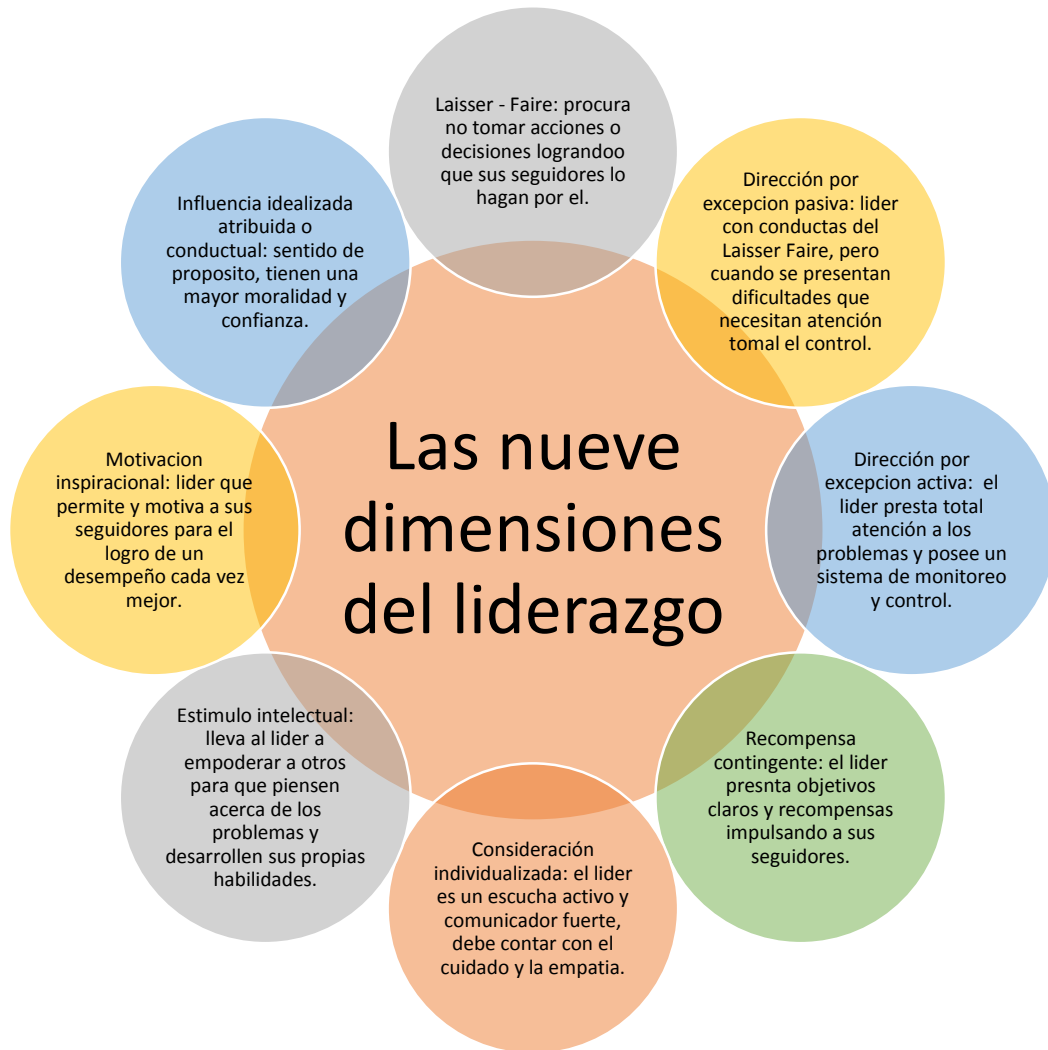 Las nueve
dimensiones
del liderazgo
Laisser - Faire: procura
no tomar acciones o
decisiones lograndoo
que sus seguidores lo
hagan por el.
Dirección por
excepcion pasiva: lider
con conductas del
Laisser Faire, pero
cuando se presentan
dificultades que
necesitan atención
tomal el control.
Dirección por
excepcion activa: el
lider presta total
atención a los
problemas y posee un
sistema de monitoreo
y control.
Recompensa
contingente: el lider
presnta objetivos
claros y recompensas
impulsando a sus
seguidores.
Consideración
individualizada: el lider
es un escucha activo y
comunicador fuerte,
debe contar con el
cuidado y la empatia.
Estimulo intelectual:
lleva al lider a
empoderar a otros
para que piensen
acerca de los
problemas y
desarrollen sus propias
habilidades.
Motivacion
inspiracional: lider que
permite y motiva a sus
seguidores para el
logro de un
desempeño cada vez
mejor.
Influencia idealizada
atribuida o
conductual: sentido de
proposito, tienen una
mayor moralidad y
confianza.